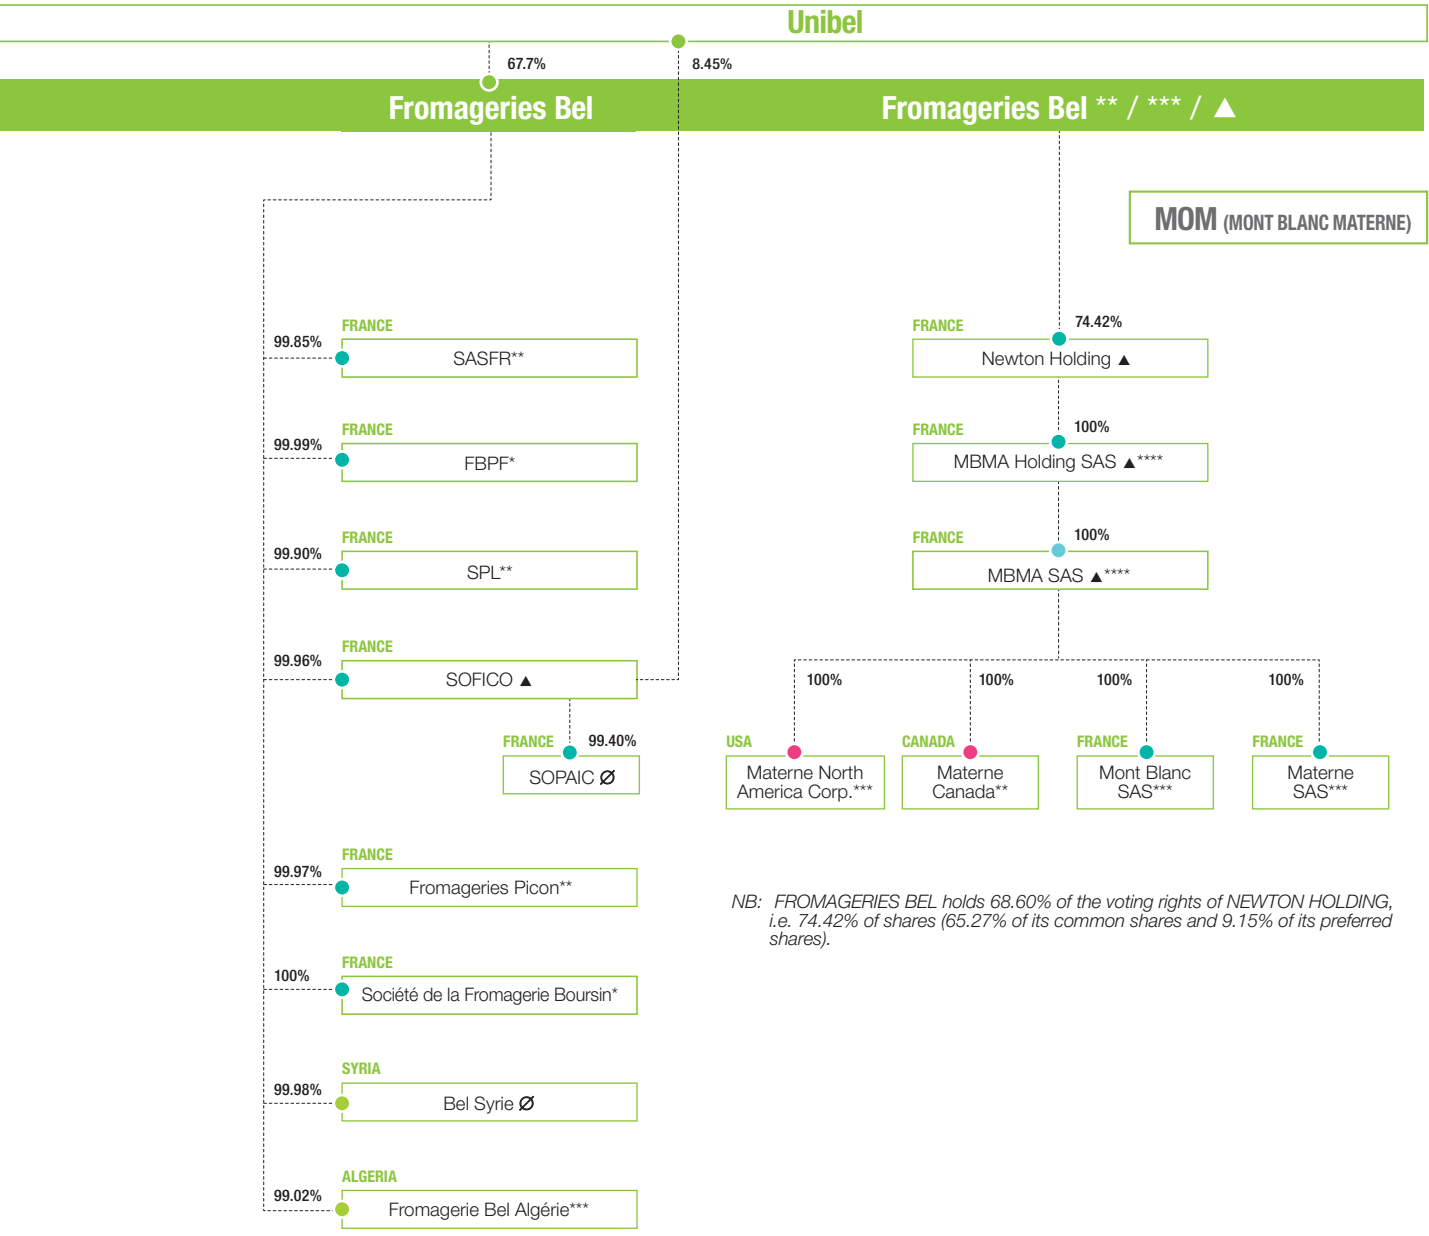 Unibel
67.7%
8.45%
Fromageries Bel
Fromageries Bel ** / *** / ▲
MOM (MONT BLANC MATERNE)
FRANCE
99.85%
SASFR**
FRANCE
99.99%
FBPF*
FRANCE
99.90%
SPL**
FRANCE
99.96%
SOFICO ▲
FRANCE
99.40%
SOPAIC Ø
FRANCE
99.97%
Fromageries Picon**
FRANCE
100%
Société de la Fromagerie Boursin*
SYRIA
99.98%
Bel Syrie Ø
ALGERIA
99.02%
Fromagerie Bel Algérie***
FRANCE
74.42%
Newton Holding ▲
FRANCE
100%
MBMA Holding SAS ▲****
FRANCE
100%
MBMA SAS ▲****
100%
100%
100%
100%
USA
Materne North
America Corp.***
CANADA
Materne
Canada**
FRANCE
Mont Blanc
SAS***
FRANCE
Materne
SAS***
NB: FROMAGERIES BEL holds 68.60% of the voting rights of NEWTON HOLDING,
i.e. 74.42% of shares (65.27% of its common shares and 9.15% of its preferred
shares).